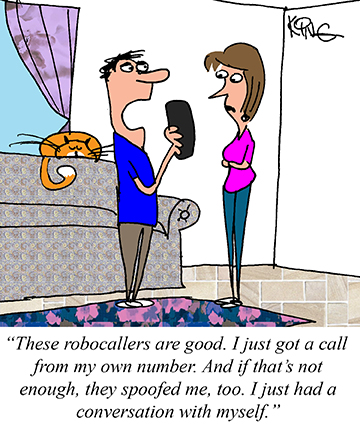 KING
“These robocallers are good. I just got a call
from my own number. And if that’s not
enough, they spoofed me, too. I just had a
conversation with myself.”